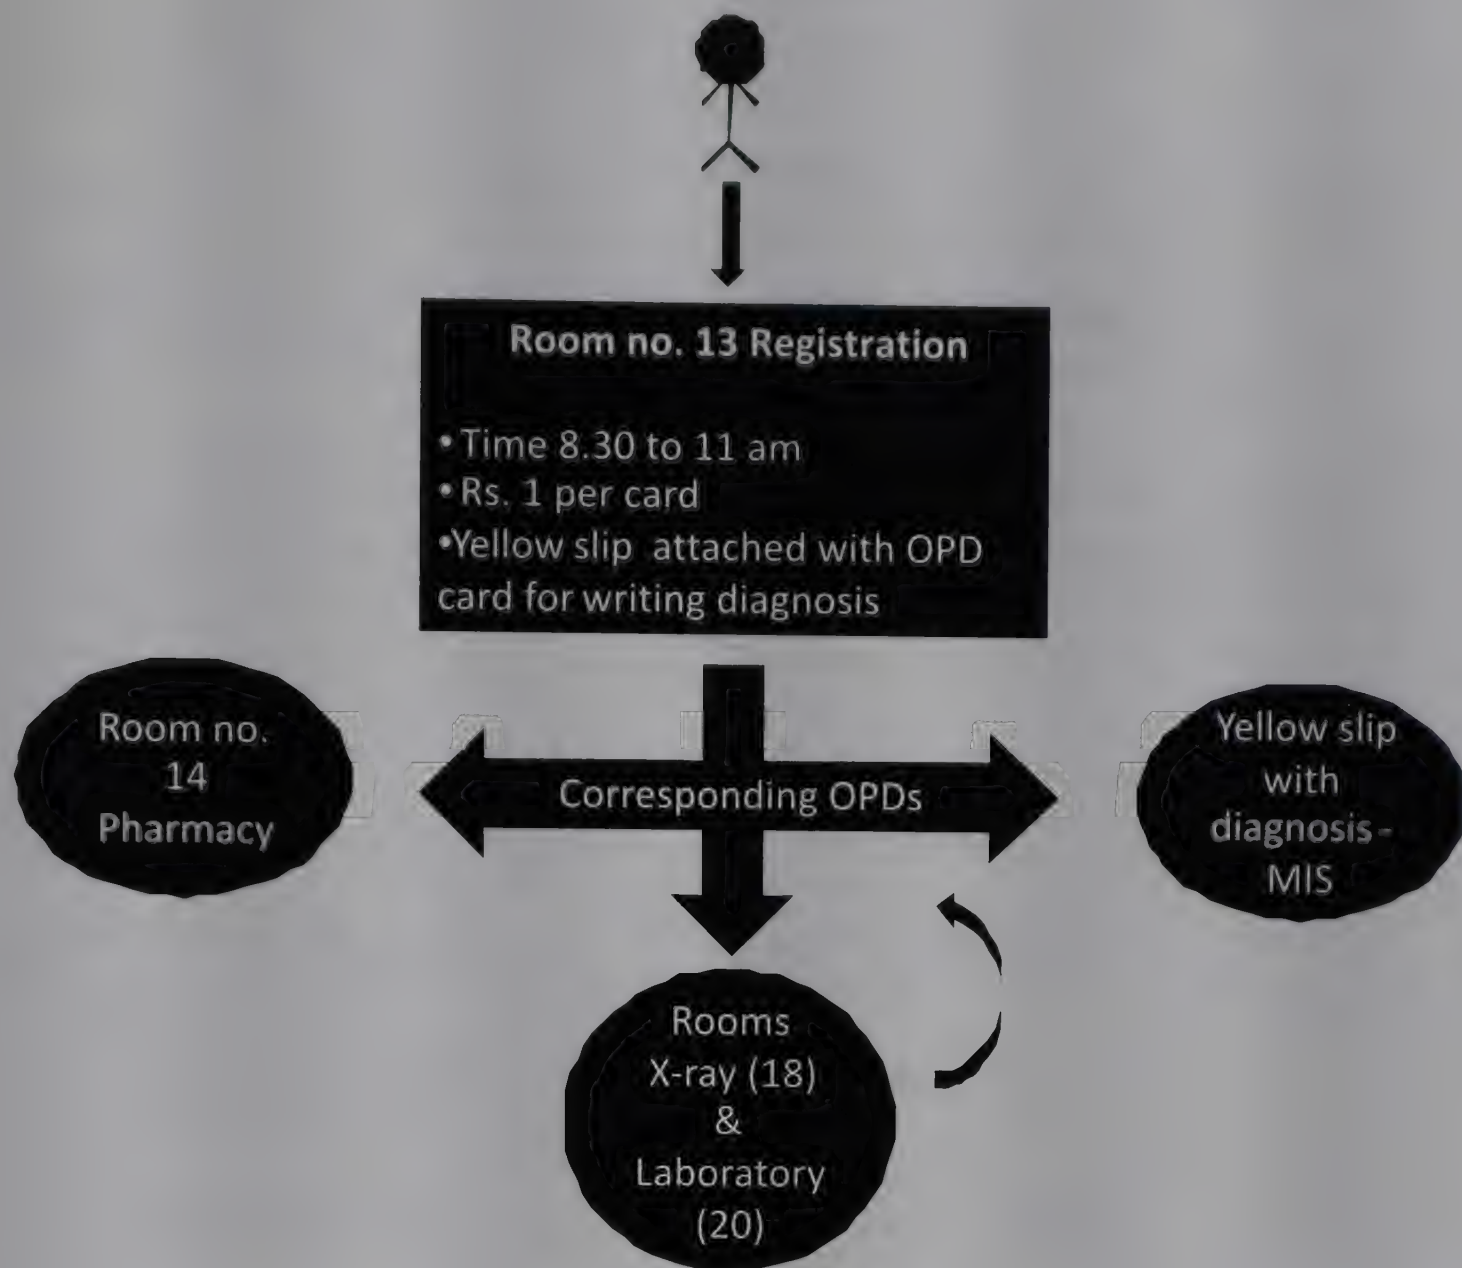 Room no. 13 Registration
• Time 8.30 to 11 am
• Rs. 1 per card
•Yellow slip attached with OPD
card for writing diagnosis
Room no.
14
Pharmacy
Corresponding OPDs
Yellow slip
with
diagnosis-
MIS
Rooms
X-ray (18)
&
Laboratory
(20)